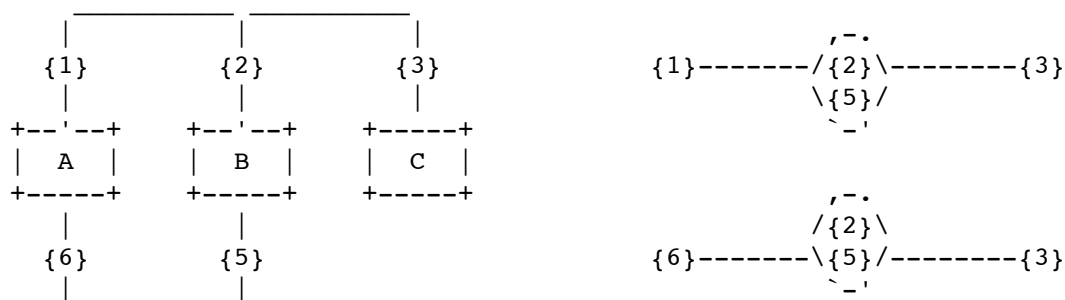 {1} {2} {3} {1}-------/{2}\--------{3}
\{5}/
A B C
/{2}\
{6} {5} {6}-------\{5}/--------{3}